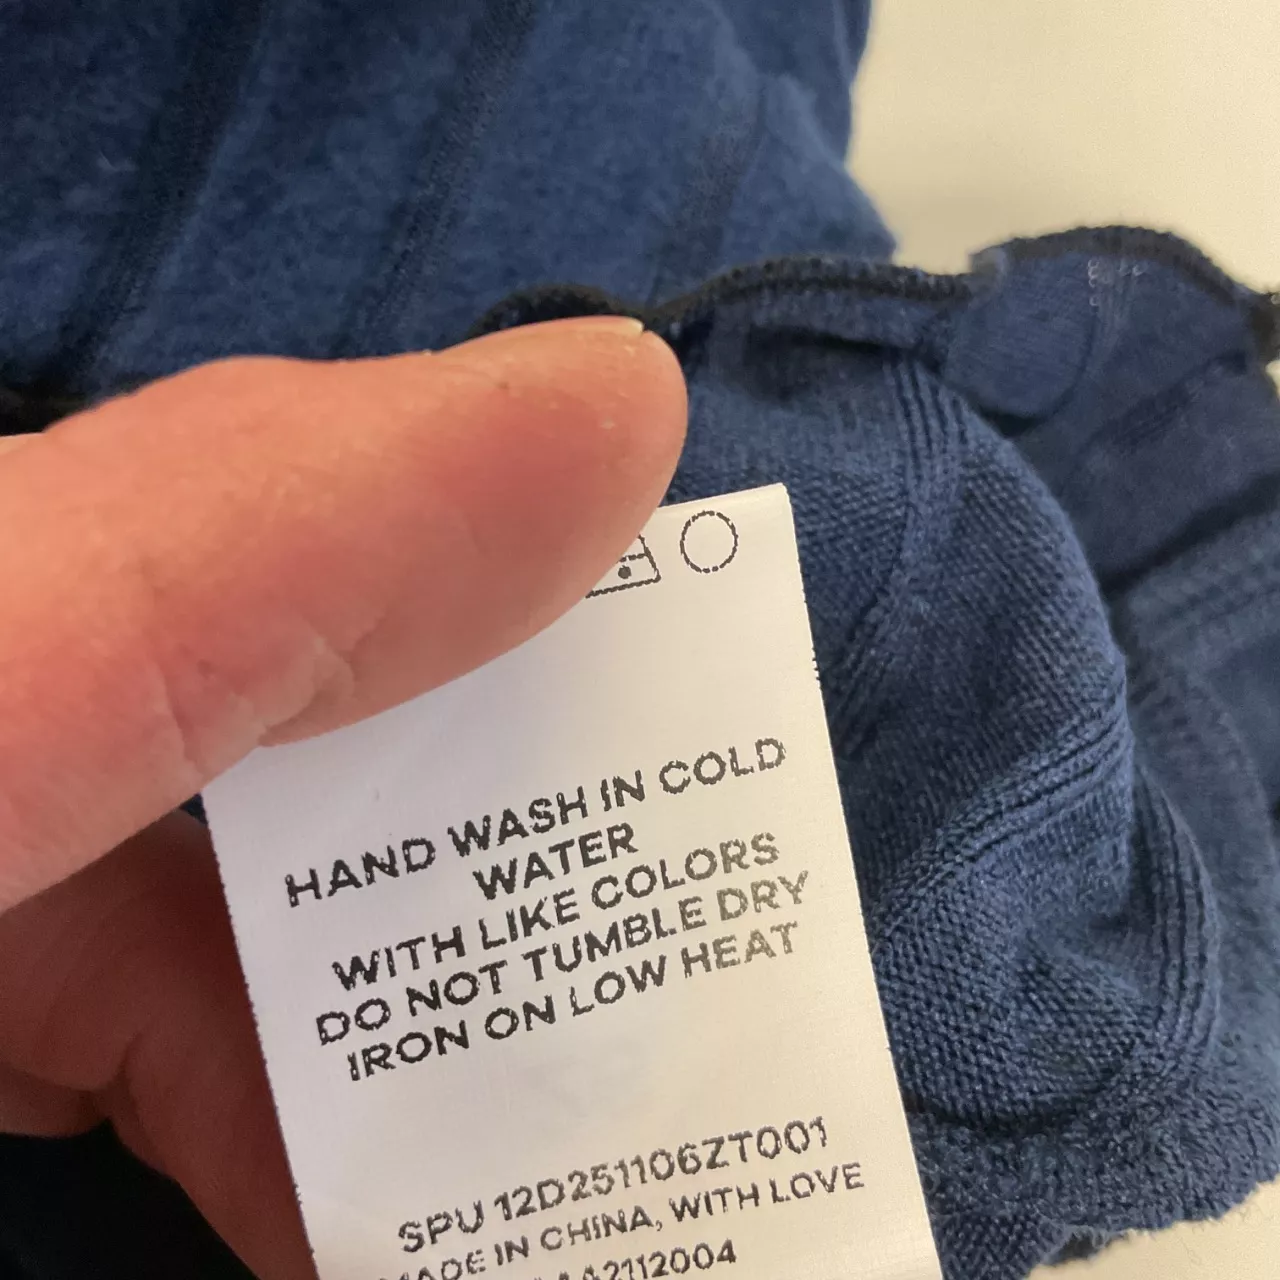 HAND WASH IN COLD
WATER
WITH LIKE COLORS
DO NOT TUMBLE DRY
IRON ON LOW HEAT
SPU 12D251106ZT001
MADE IN CHINA, WITH LOVE